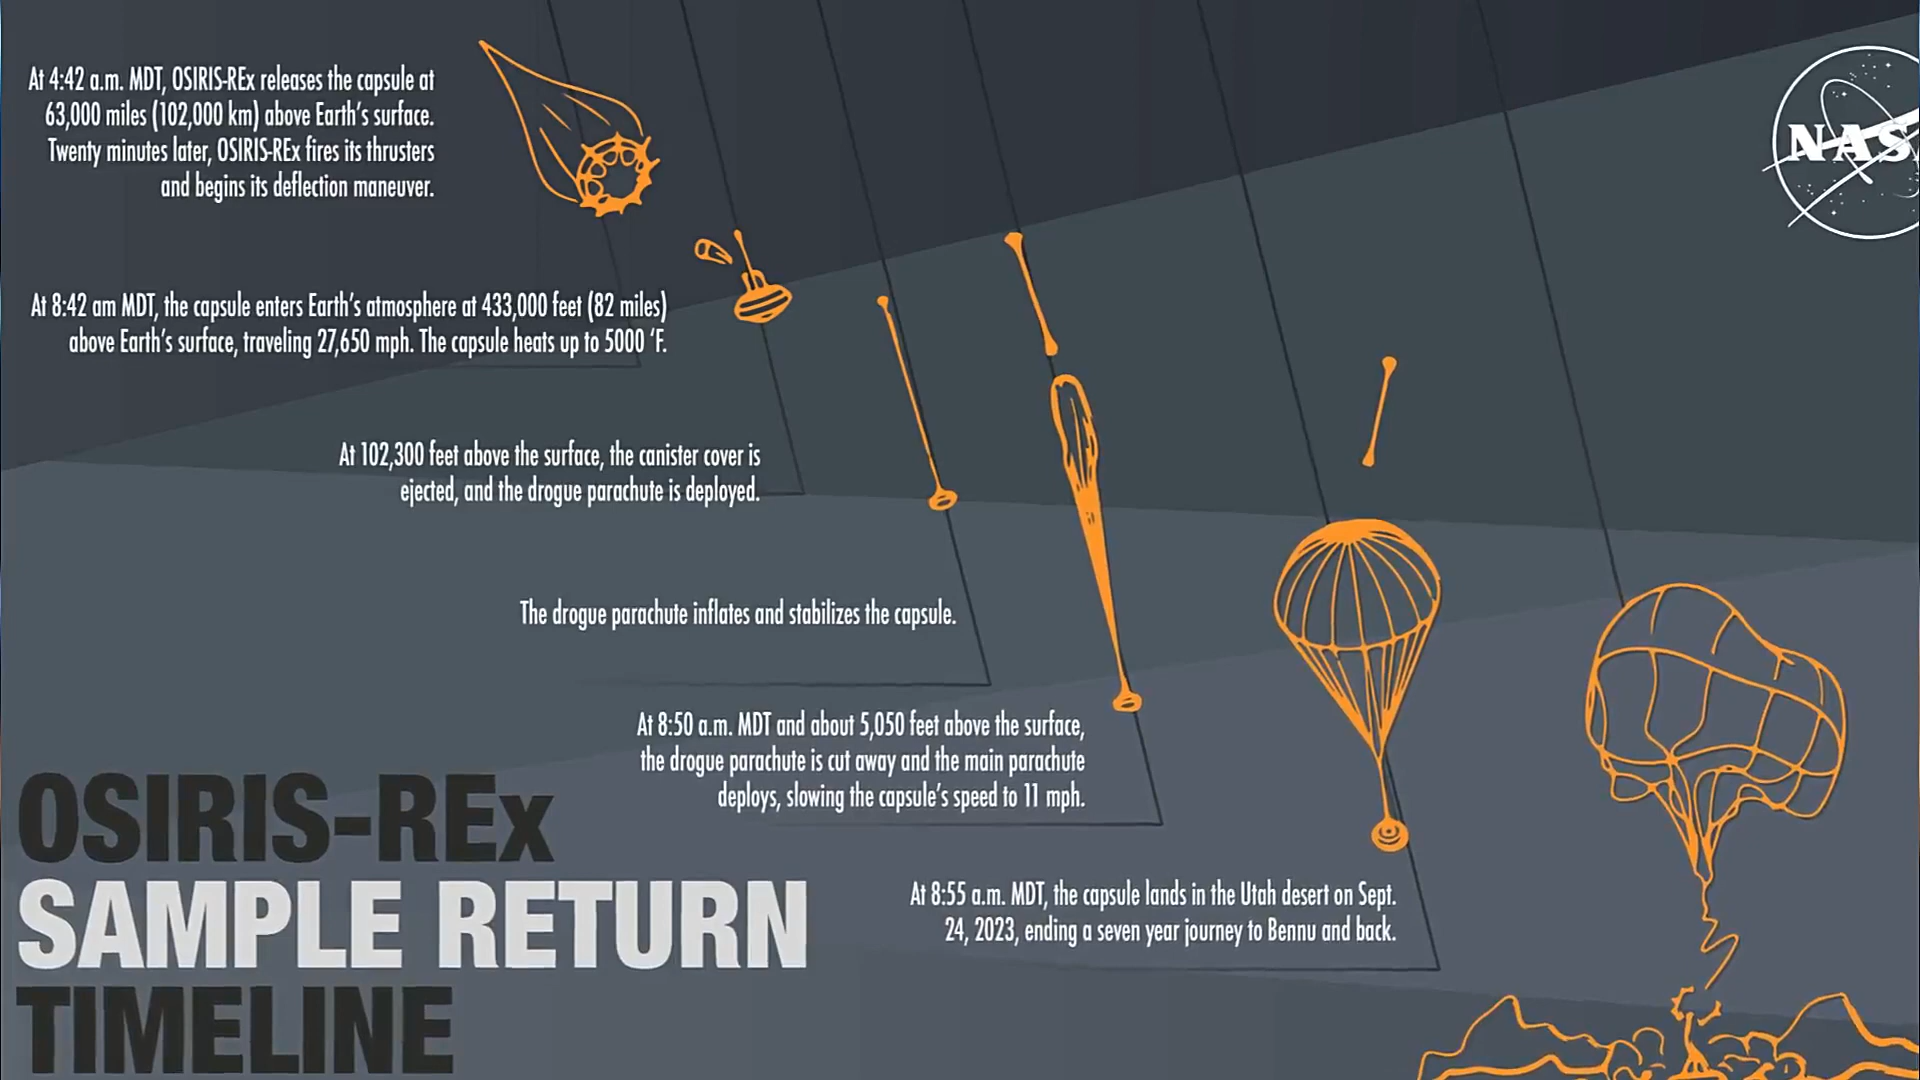 At 4:42 a.m. MDT, OSIRIS-REx releases the capsule at
63,000 miles (102,000 km) above Earth's surface.
Twenty minutes later, OSIRIS-REx fires its thrusters
and begins its deflection maneuver.
NAS
At 8:42 am MDT, the capsule enters Earth's atmosphere at 433,000 feet (82 miles)
above Earth's surface, traveling 27,650 mph. The capsule heats up to 5000 ‘F.
At 102,300 feet above the surface, the canister cover is
ejected, and the drogue parachute is deployed.
The drogue parachute inflates and stabilizes the capsule.
At 8:50 a.m. MDT and about 5,050 feet above the surface,
the drogue parachute is cut away and the main parachute
deploys, slowing the capsule's speed to 11 mph.
At 8:55 a.m. MDT, the capsule lands in the Utah desert on Sept.
24, 2023, ending a seven year journey to Bennu and back.
OSIRIS-REx
SAMPLE RETURN
TIMELINE